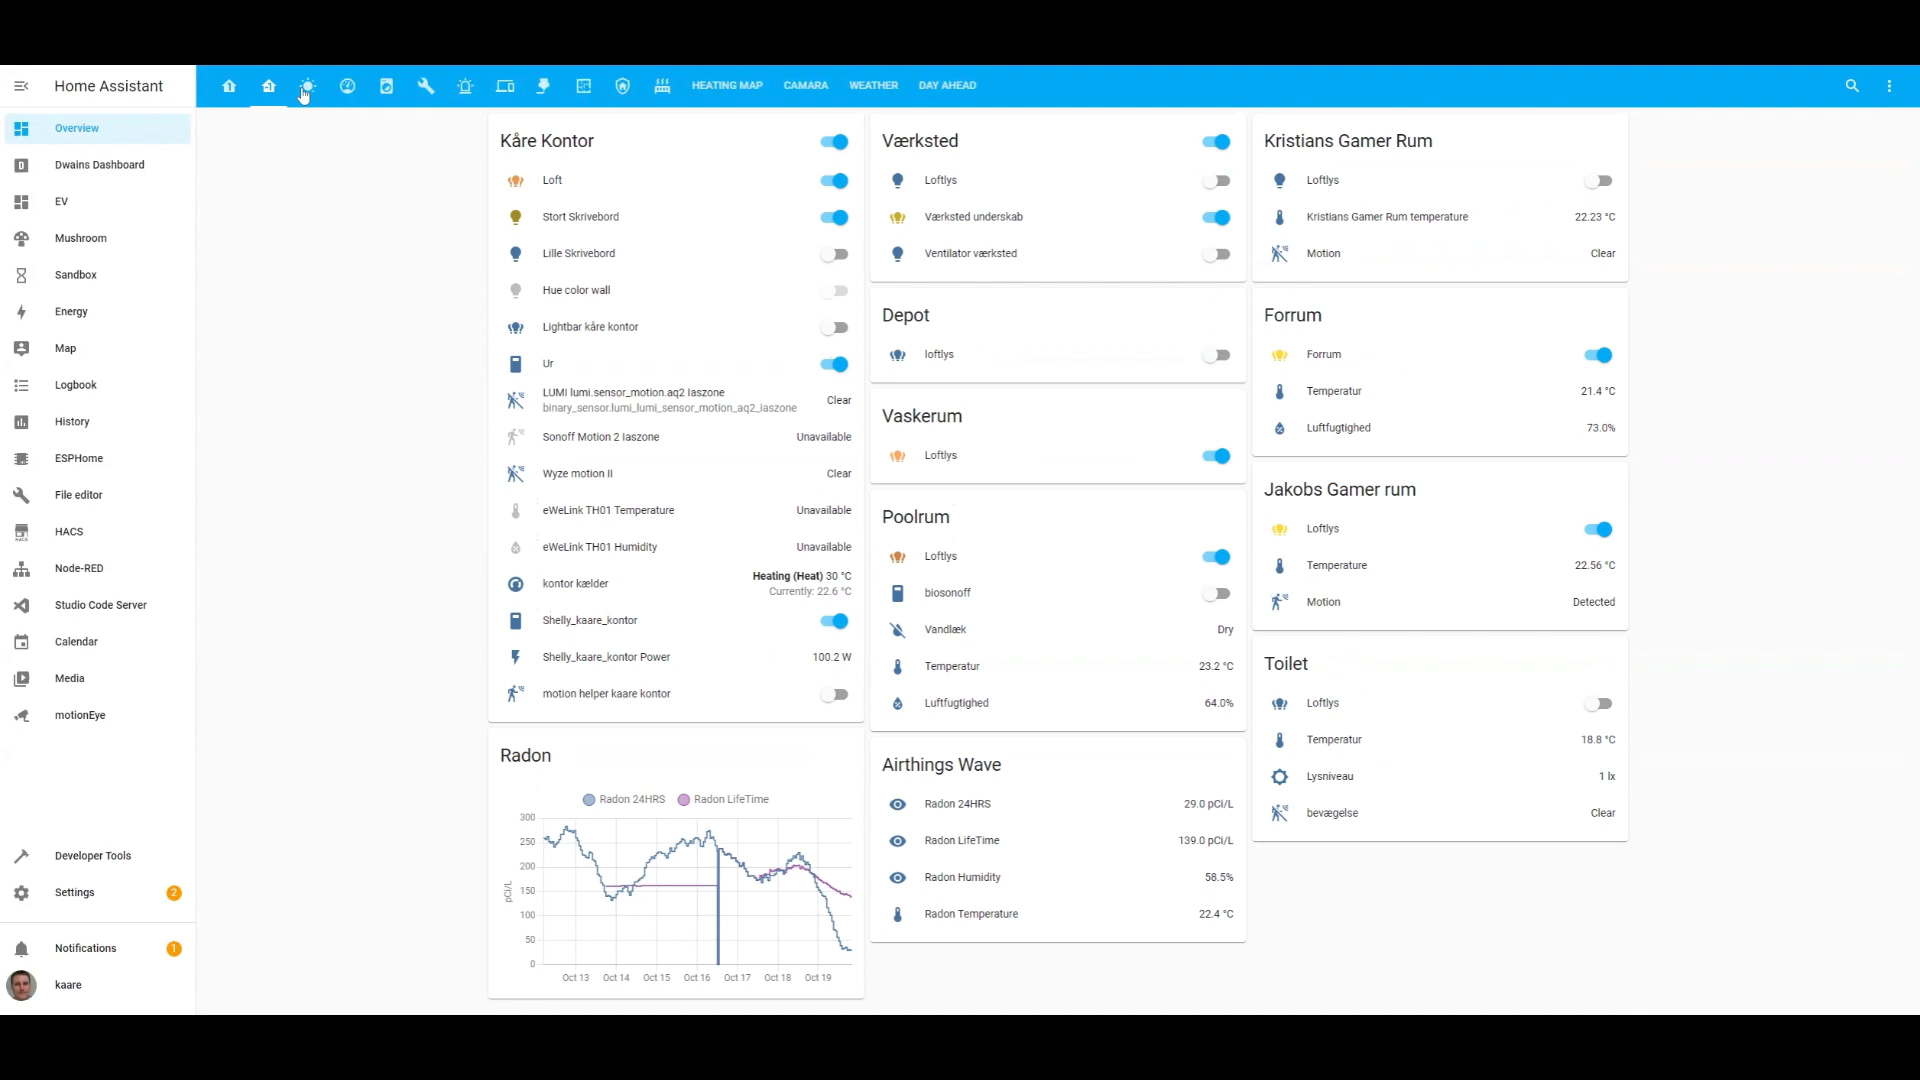 Home Assistant
HEATING MAP
CAMARA
WEATHER
DAY AHEAD
Overview
Dwains Dashboard
EV
Mushroom
Sandbox
Energy
Map
Logbook
History
ESPHome
File editor
HACS
Node-RED
Studio Code Server
Calendar
Media
motionEye
Developer Tools
Settings 2
Notifications 1
kaare
Kåre Kontor
Loft
Stort Skrivebord
Lille Skrivebord
Hue color wall
Lightbar kåre kontor
Ur
LUMI lumi.sensor_motion.aq2 Iaszone
binary_sensor.lumi_lumi_sensor_motion_aq2_iaszone
Clear
Sonoff Motion 2 Iaszone Unavailable
Wyze motion II Clear
eWeLink TH01 Temperature Unavailable
eWeLink TH01 Humidity Unavailable
kontor kælder
Heating (Heat) 30 °C
Currently: 22.6 °C
Shelly_kaare_kontor
Shelly_kaare_kontor Power 100.2 W
motion helper kaare kontor
Radon
Radon 24HRS Radon LifeTime
pCi/L
300
250
200
150
100
50
0
Oct 13 Oct 14 Oct 15 Oct 16 Oct 17 Oct 18 Oct 19
Værksted
Loftlys
Værksted underskab
Ventilator værksted
Depot
loftlys
Vaskerum
Loftlys
Poolrum
Loftlys
biosonoff
Vandlæk Dry
Temperatur 23.2 °C
Luftfugtighed 64.0%
Airthings Wave
Radon 24HRS 29.0 pCi/L
Radon LifeTime 139.0 pCi/L
Radon Humidity 58.5%
Radon Temperature 22.4 °C
Kristians Gamer Rum
Loftlys
Kristians Gamer Rum temperature 22.23 °C
Motion Clear
Forrum
Forrum
Temperatur 21.4 °C
Luftfugtighed 73.0%
Jakobs Gamer rum
Loftlys
Temperature 22.56 °C
Motion Detected
Toilet
Loftlys
Temperatur 18.8 °C
Lysniveau 1 lx
bevægelse Clear